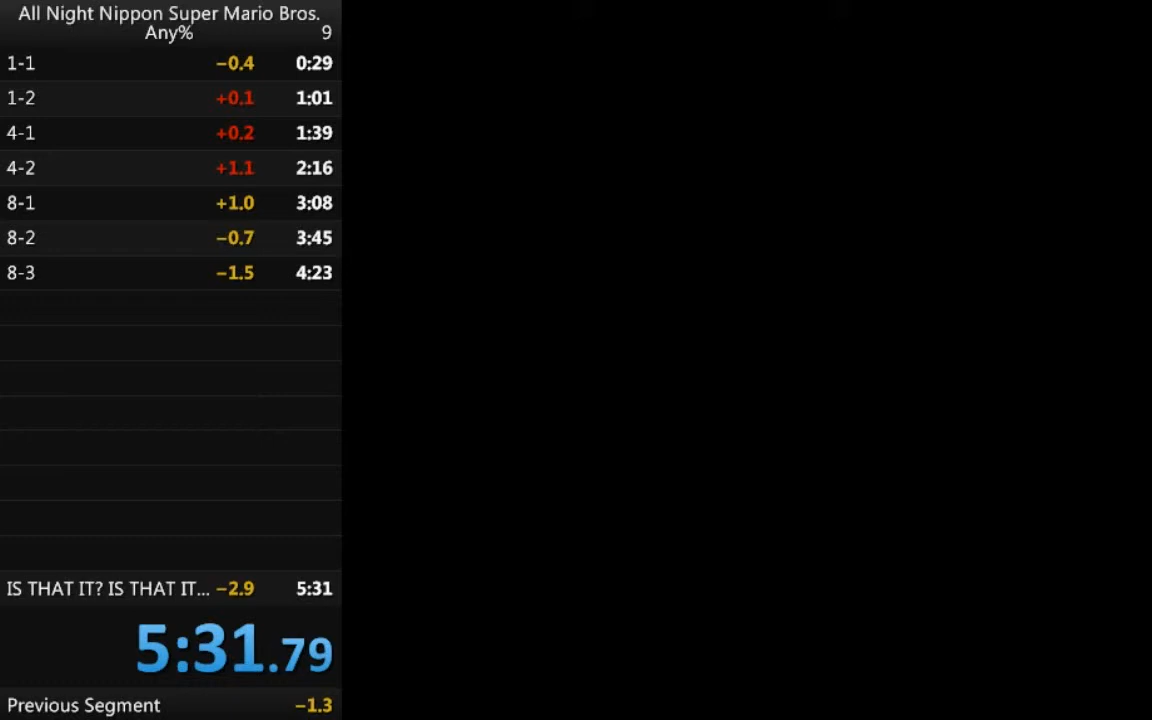 All Night Nippon Super Mario Bros.
Any% 9
1-1 −0.4 0:29
1-2 +0.1 1:01
4-1 +0.2 1:39
4-2 +1.1 2:16
8-1 +1.0 3:08
8-2 −0.7 3:45
8-3 −1.5 4:23
IS THAT IT? IS THAT IT... −2.9 5:31
5:31.79
Previous Segment −1.3